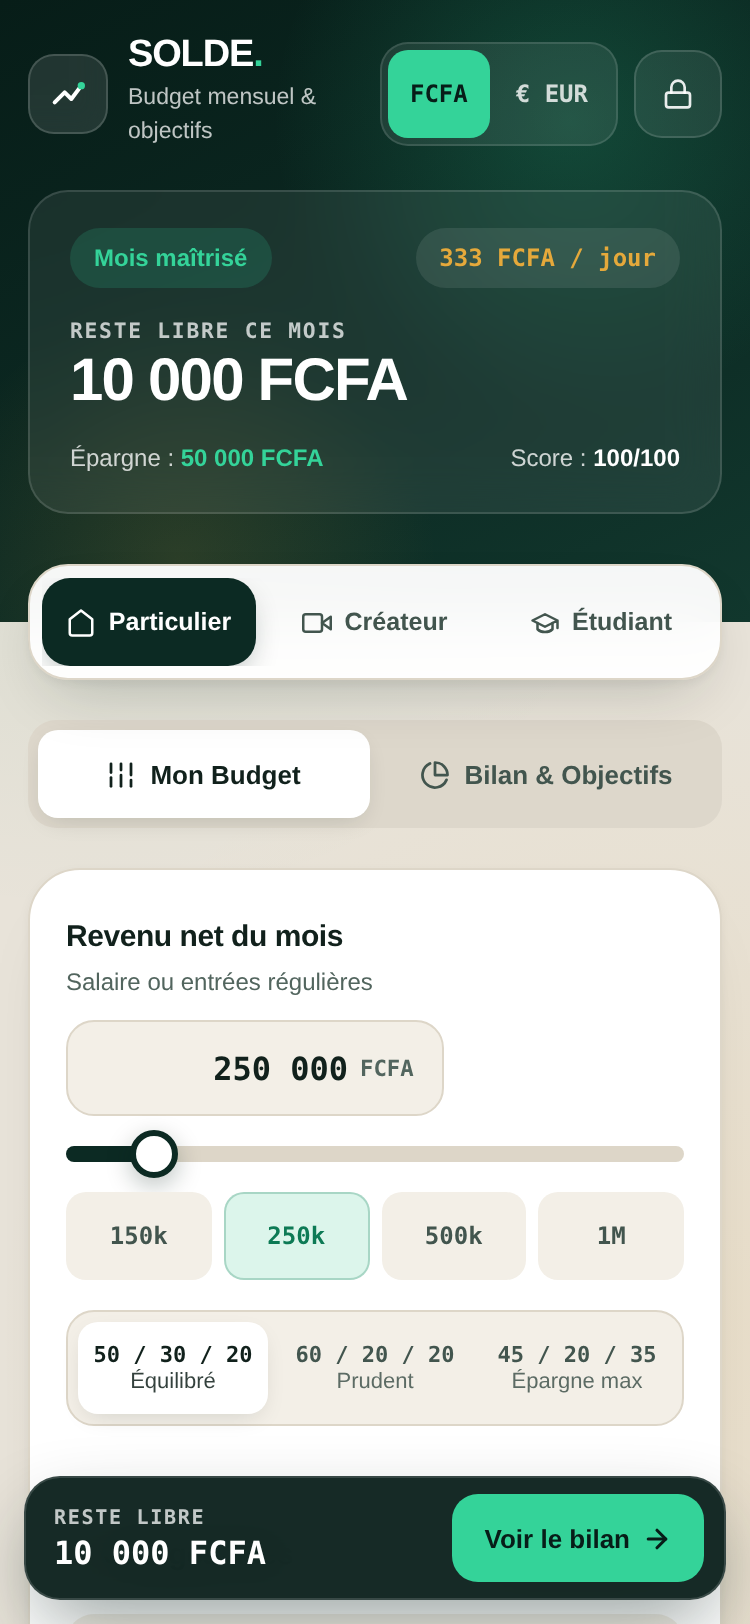 SOLDE.
Budget mensuel &
objectifs
FCFA
€ EUR
Mois maîtrisé
333 FCFA / jour
RESTE LIBRE CE MOIS
10 000 FCFA
Épargne : 50 000 FCFA
Score : 100/100
Particulier
Créateur
Étudiant
Mon Budget
Bilan & Objectifs
Revenu net du mois
Salaire ou entrées régulières
250 000 FCFA
150k
250k
500k
1M
50 / 30 / 20
Équilibré
60 / 20 / 20
Prudent
45 / 20 / 35
Épargne max
RESTE LIBRE
10 000 FCFA
Voir le bilan